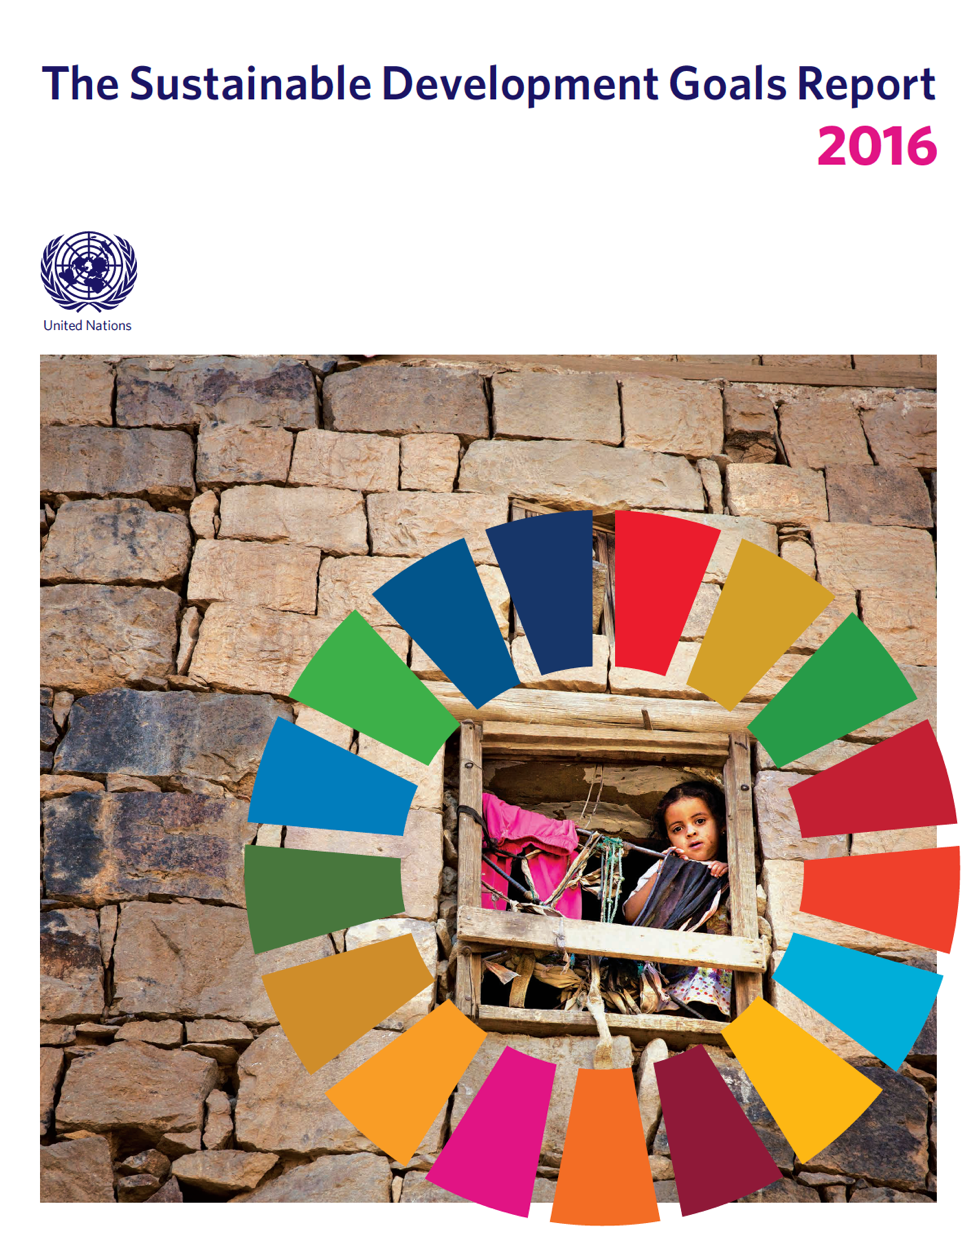 The Sustainable Development Goals Report
2016
United Nations